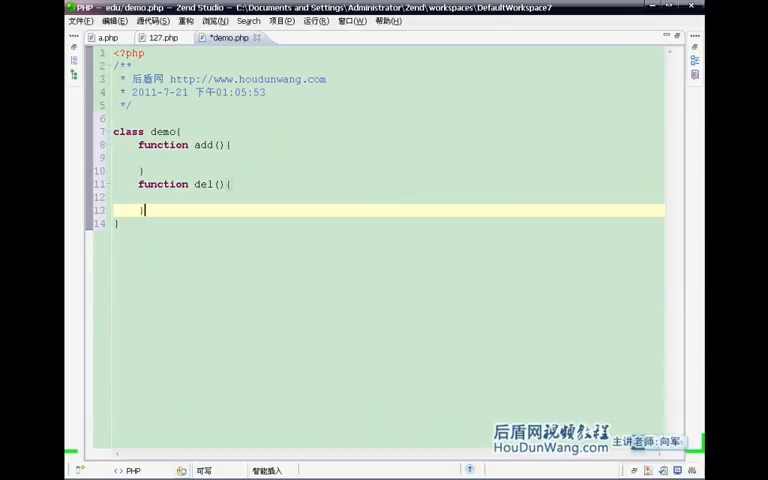 PHP - edu/demo.php - Zend Studio - C:\Documents and Settings\Administrator\Zend\workspaces\DefaultWorkspace7
文件(F) 编辑(E) 源代码(S) 重构 浏览(N) Search 项目(P) 运行(R) 窗口(W) 帮助(H)
a.php 127.php *demo.php
1 <?php
2 /**
3 * 后盾网 http://www.houdunwang.com
4 * 2011-7-21 下午01:05:53
5 */
6
7 class demo{
8 function add(){
9
10 }
11 function del(){
12
13 }
14 }
后盾网视频教程
HouDunWang.com
主讲老师:向军
<> PHP 可写 智能插入